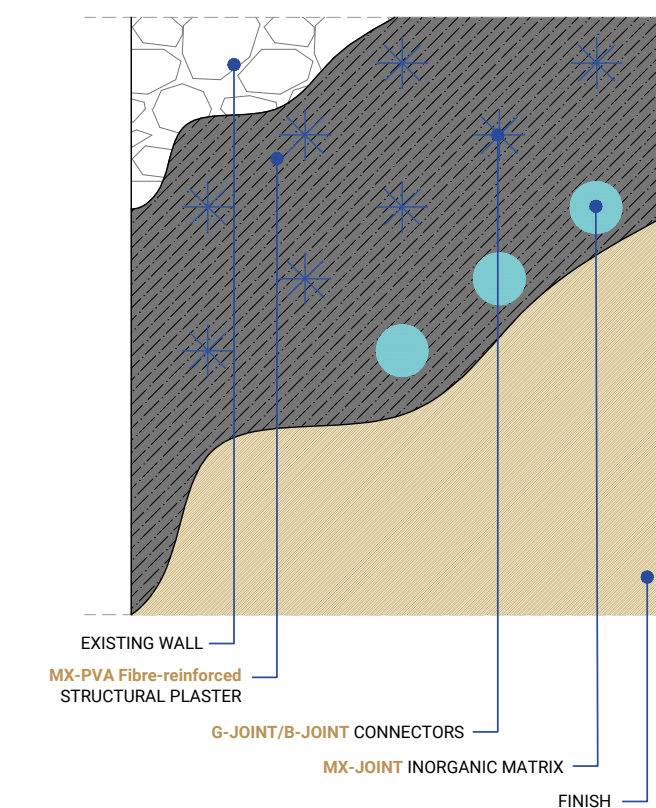 EXISTING WALL
MX-PVA Fibre-reinforced
STRUCTURAL PLASTER
G-JOINT/B-JOINT CONNECTORS
MX-JOINT INORGANIC MATRIX
FINISH